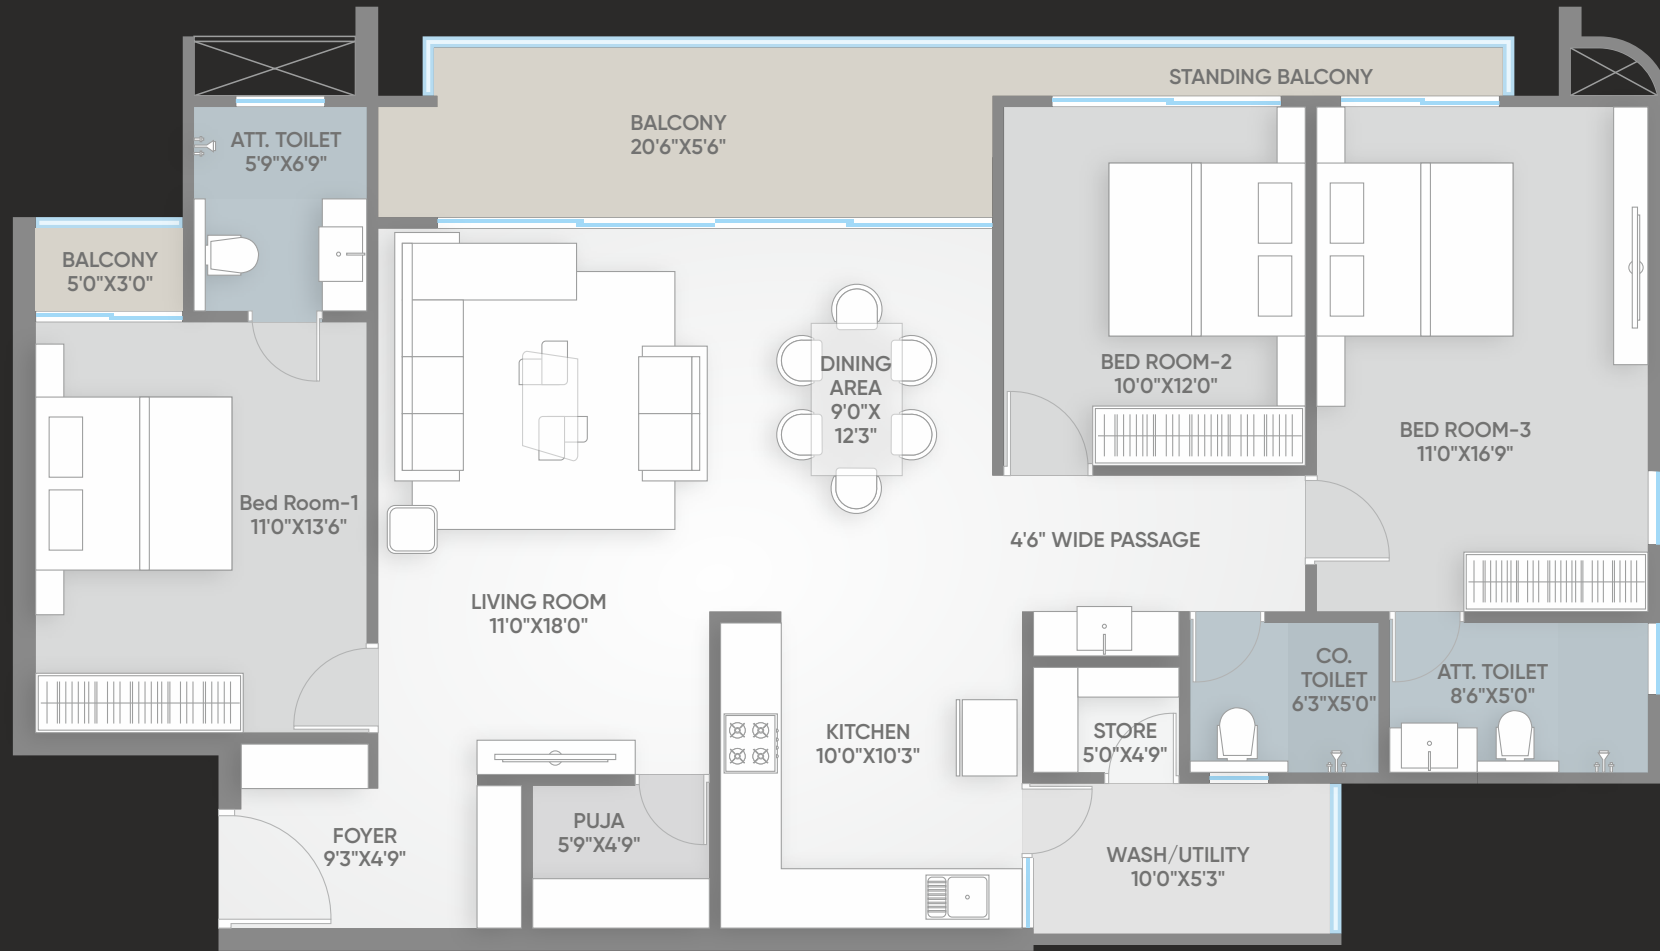 STANDING BALCONY
BALCONY
20'6"X5'6"
ATT. TOILET
5'9"X6'9"
BALCONY
5'0"X3'0"
DINING
AREA
9'0"X
12'3"
BED ROOM-2
10'0"X12'0"
BED ROOM-3
11'0"X16'9"
Bed Room-1
11'0"X13'6"
4'6" WIDE PASSAGE
LIVING ROOM
11'0"X18'0"
CO.
TOILET
6'3"X5'0"
ATT. TOILET
8'6"X5'0"
KITCHEN
10'0"X10'3"
STORE
5'0"X4'9"
PUJA
5'9"X4'9"
FOYER
9'3"X4'9"
WASH/UTILITY
10'0"X5'3"